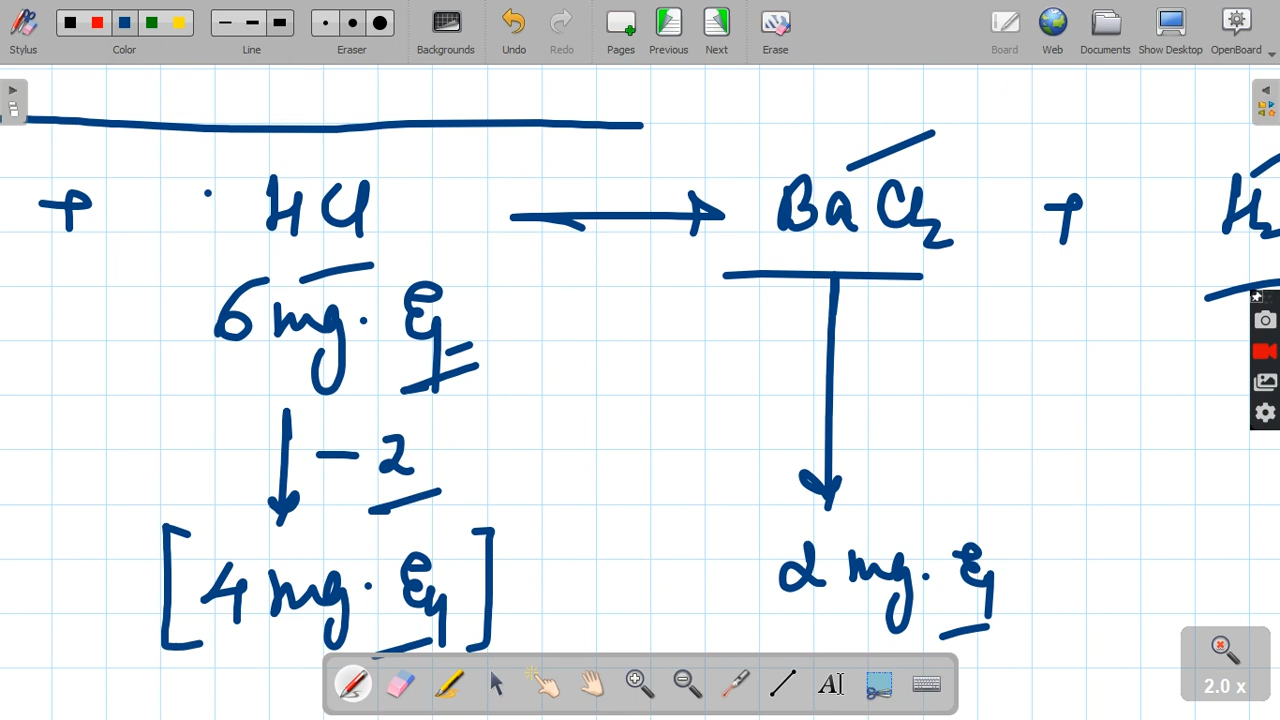 Stylus Color Line Eraser Backgrounds Undo Redo Pages Previous Next Erase Board Web Documents Show Desktop OpenBoard
+ HCl ⇌ BaCl2 + H2
6 mg. Eq
- 2
[4 mg. Eq]
2 mg. Eq
2.0 x